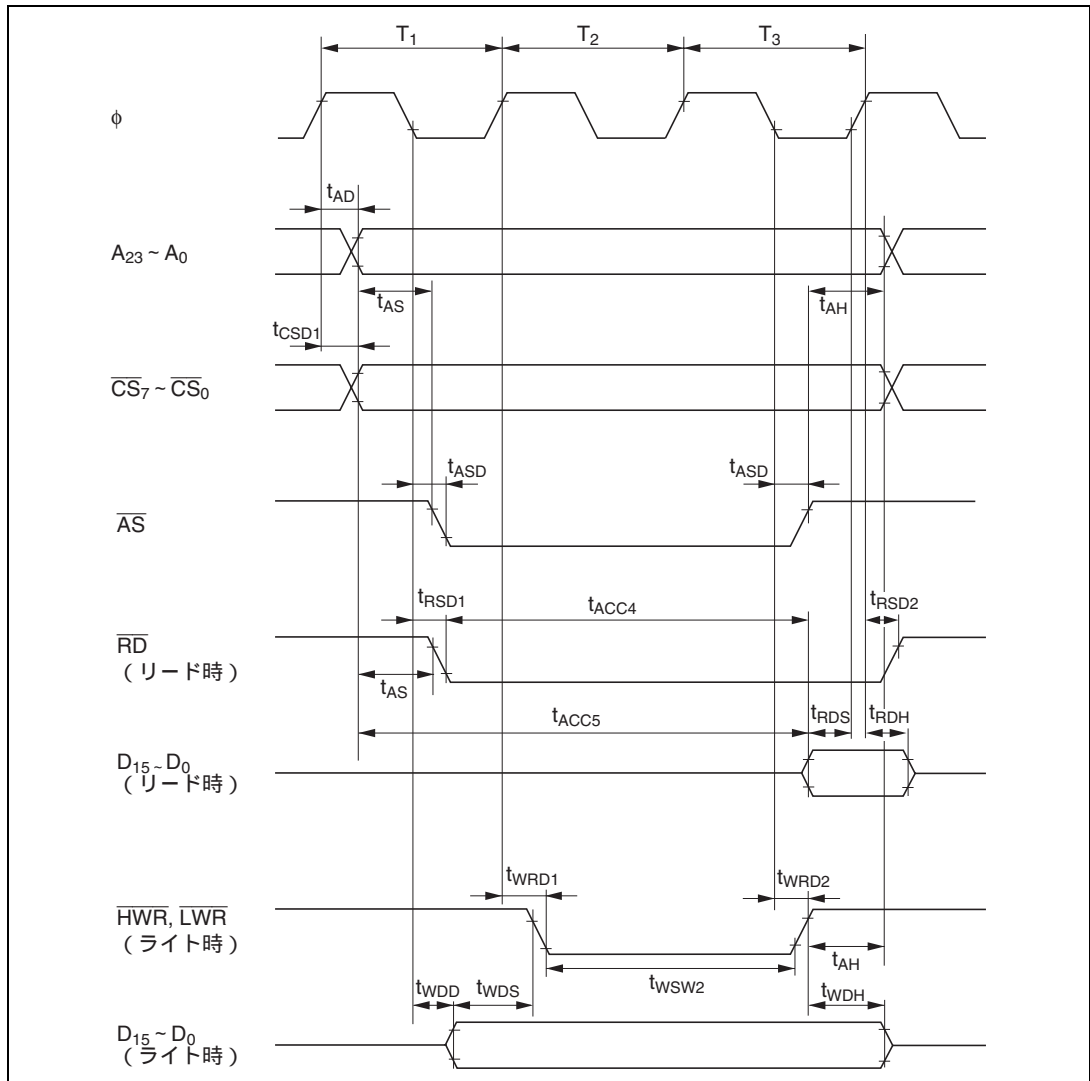 T1 T2 T3
φ
tAD
A23 ~ A0
tAS tAH
tCSD1
CS7 ~ CS0
tASD tASD
AS
tRSD1 tACC4 tRSD2
RD
(リード時)
tAS
tACC5 tRDS tRDH
D15 ~ D0
(リード時)
tWRD1 tWRD2
HWR, LWR
(ライト時)
tAH
tWSW2
tWDD tWDS tWDH
D15 ~ D0
(ライト時)